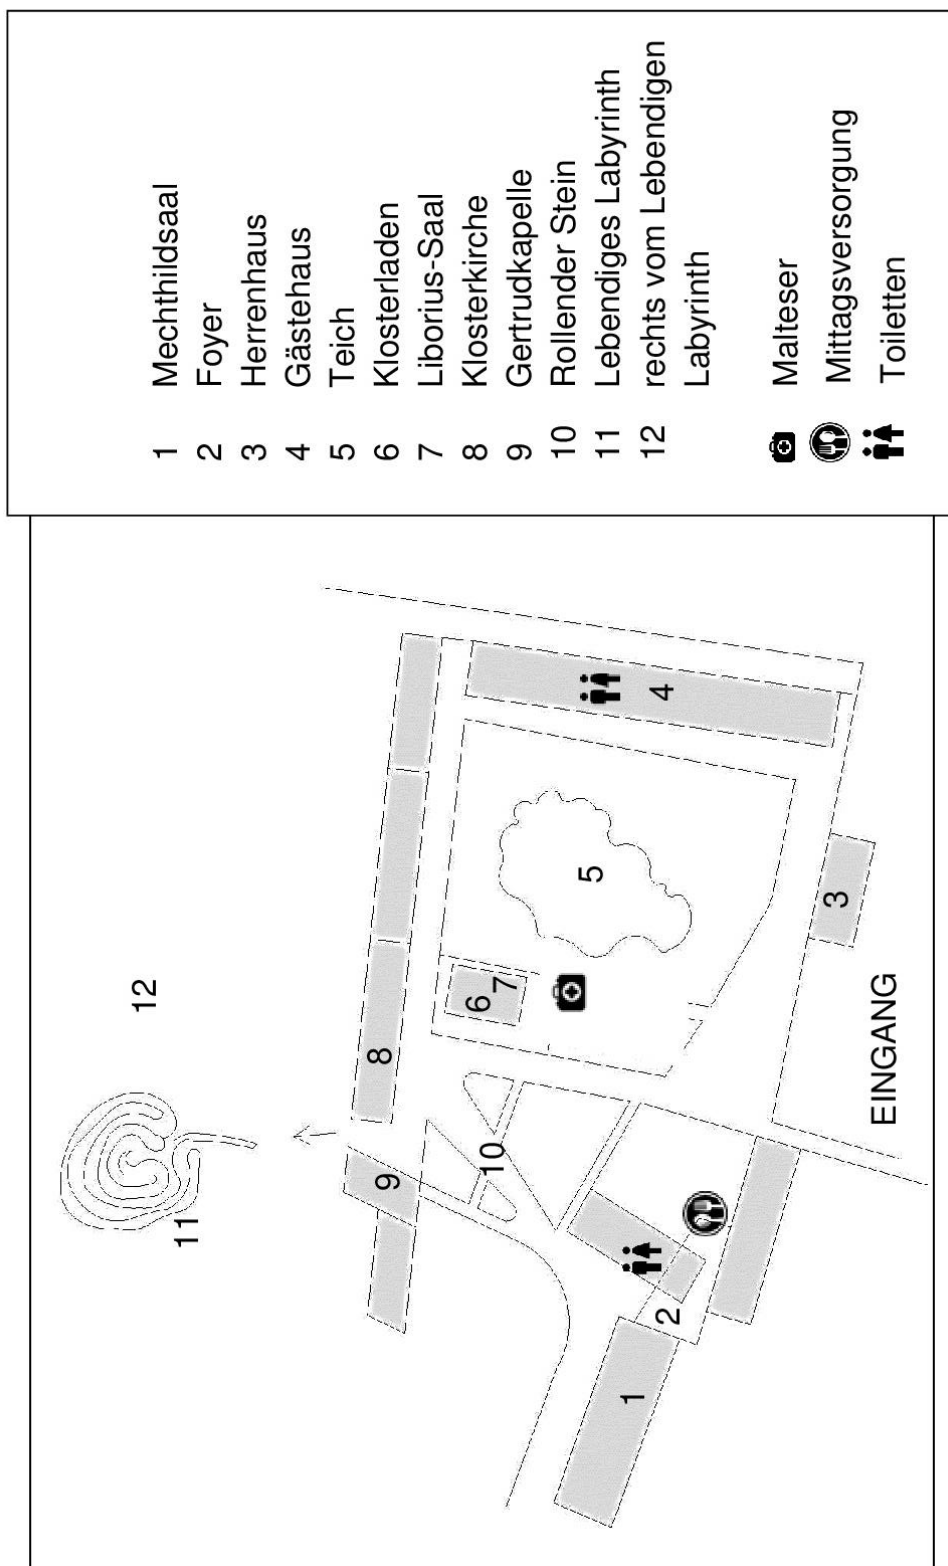 1 Mechthildsaal
2 Foyer
3 Herrenhaus
4 Gästehaus
5 Teich
6 Klosterladen
7 Liborius-Saal
8 Klosterkirche
9 Gertrudkapelle
10 Rollender Stein
11 Lebendiges Labyrinth
12 rechts vom Lebendigen
Labyrinth
Malteser
Mittagsversorgung
Toiletten
11
12
9
8
10
6
7
5
4
1
2
3
EINGANG